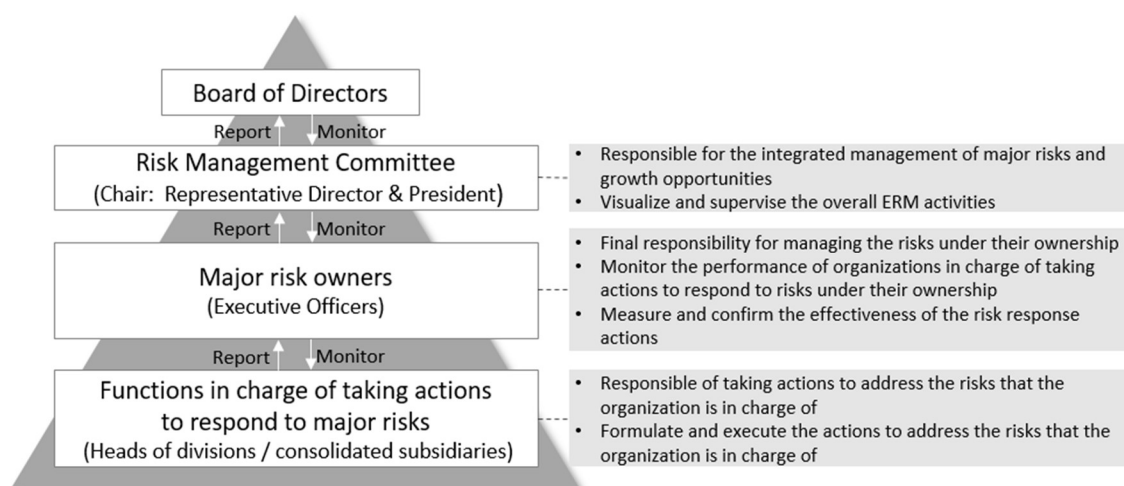 Board of Directors
Report Monitor
Risk Management Committee
(Chair:  Representative Director & President)
• Responsible for the integrated management of major risks and
growth opportunities
• Visualize and supervise the overall ERM activities
Report Monitor
Major risk owners
(Executive Officers)
• Final responsibility for managing the risks under their ownership
• Monitor the performance of organizations in charge of taking
actions to respond to risks under their ownership
• Measure and confirm the effectiveness of the risk response
actions
Report Monitor
Functions in charge of taking actions
to respond to major risks
(Heads of divisions / consolidated subsidiaries)
• Responsible of taking actions to address the risks that the
organization is in charge of
• Formulate and execute the actions to address the risks that the
organization is in charge of